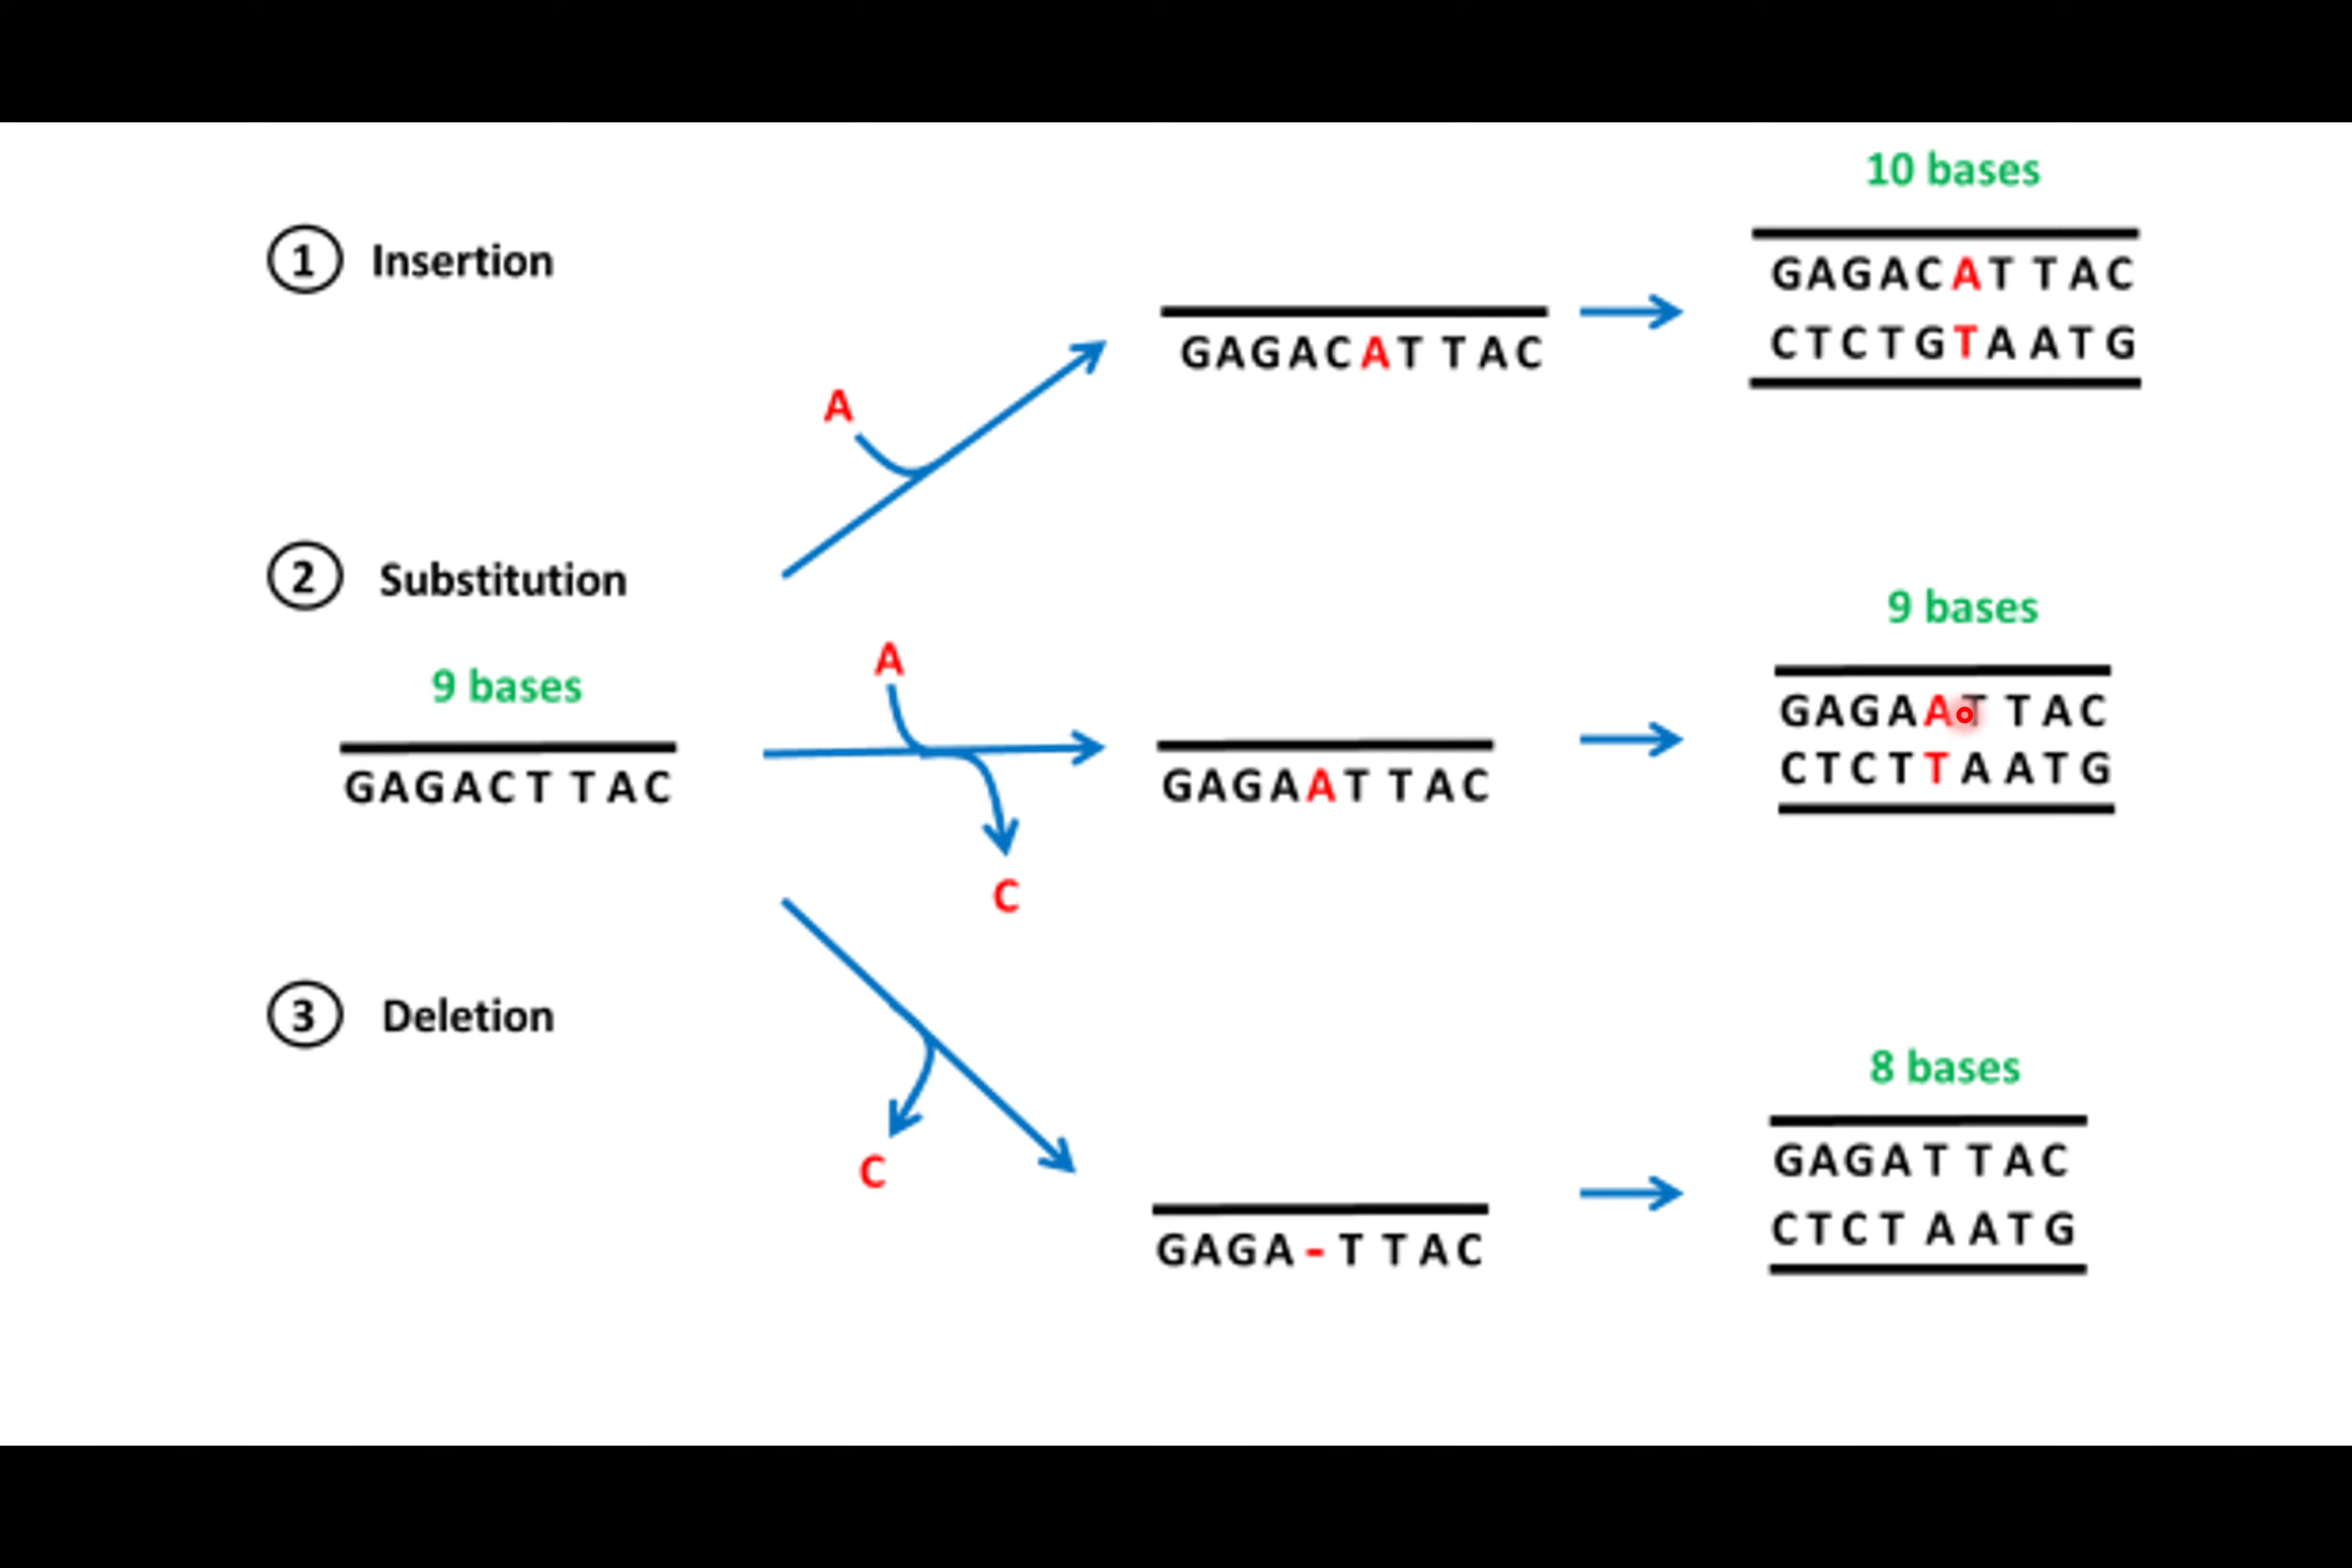 10 bases
1 Insertion
GAGACATTAC
GAGACATTAC
CTCTGTAATG
A
2 Substitution
9 bases
9 bases
A
GAGACTTAC
GAGAATTAC
GAGAATTAC
CTCTTAATG
C
3 Deletion
8 bases
C
GAGA-TTAC
GAGATTAC
CTCTAATG